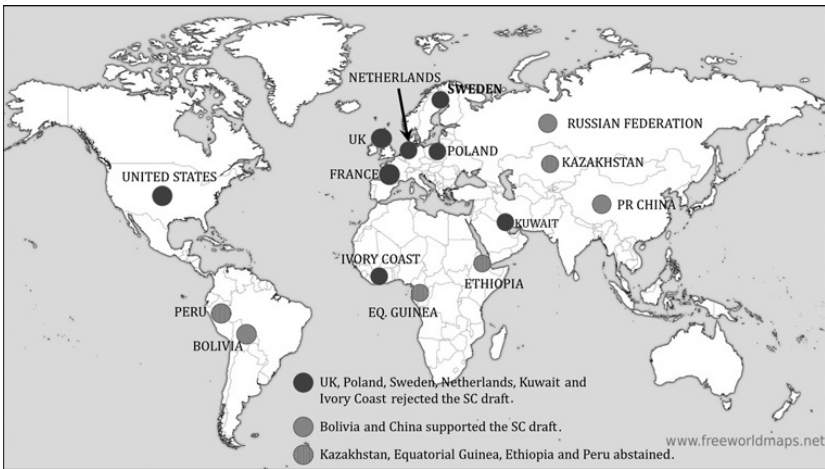 NETHERLANDS
SWEDEN
UK
POLAND
RUSSIAN FEDERATION
KAZAKHSTAN
FRANCE
UNITED STATES
PR CHINA
KUWAIT
IVORY COAST
ETHIOPIA
PERU
EQ. GUINEA
BOLIVIA
UK, Poland, Sweden, Netherlands, Kuwait and
Ivory Coast rejected the SC draft.
Bolivia and China supported the SC draft.
www.freeworldmaps.net
Kazakhstan, Equatorial Guinea, Ethiopia and Peru abstained.